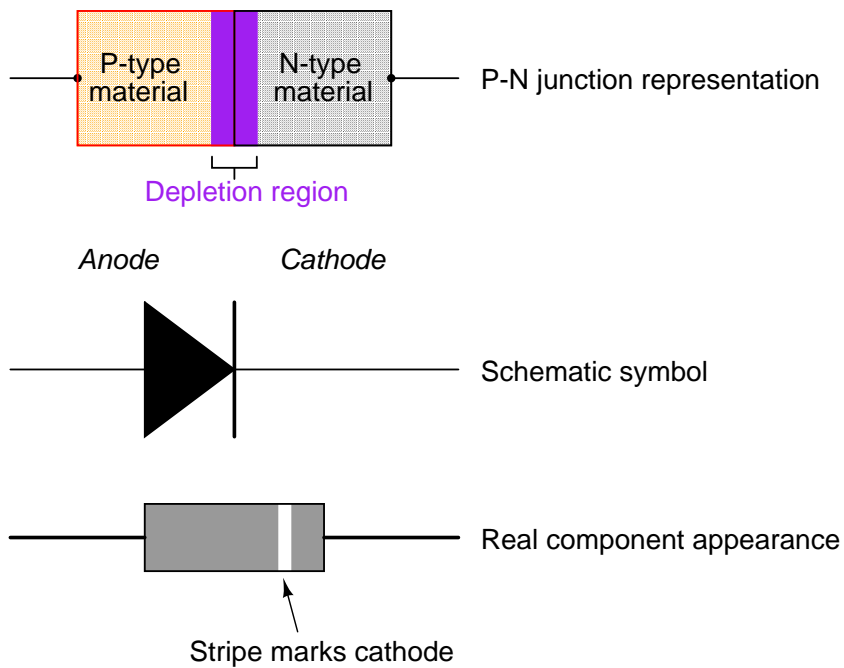 P-type
material
N-type
material
P-N junction representation
Depletion region
Anode
Cathode
Schematic symbol
Real component appearance
Stripe marks cathode